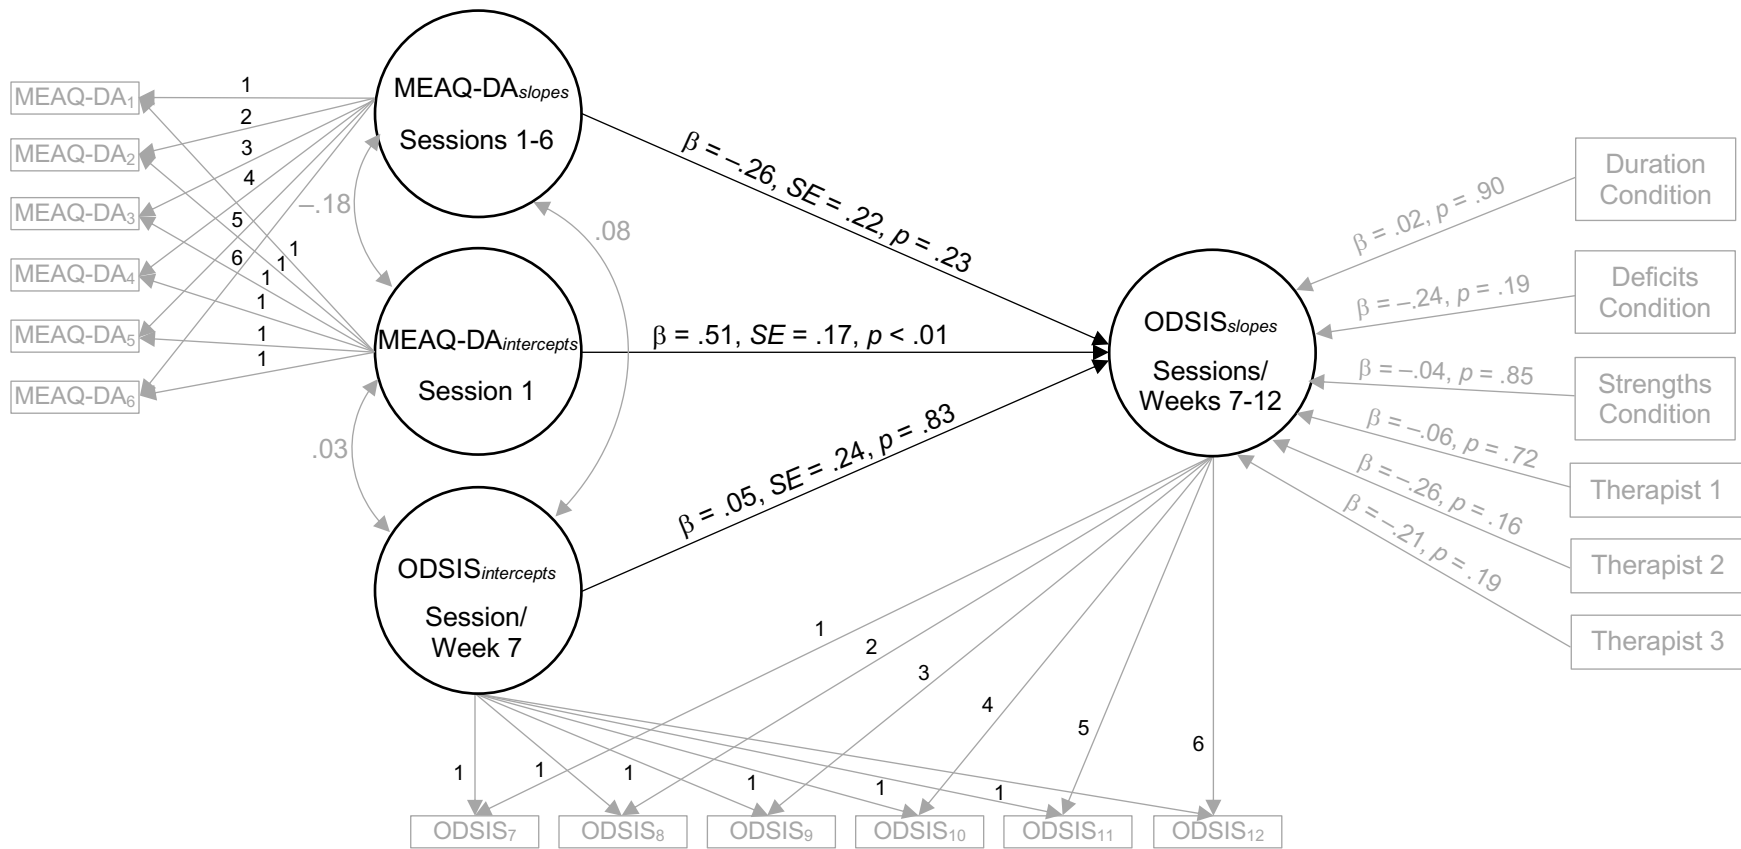 MEAQ-DA1
MEAQ-DA2
MEAQ-DA3
MEAQ-DA4
MEAQ-DA5
MEAQ-DA6
1
2
3
4
5
6
1
1
1
1
1
1
MEAQ-DAslopes
Sessions 1-6
–.18
.08
MEAQ-DAintercepts
Session 1
.03
ODSISintercepts
Session/
Week 7
β = –.26, SE = .22, p = .23
β = .51, SE = .17, p < .01
β = .05, SE = .24, p = .83
ODSISslopes
Sessions/
Weeks 7-12
β = .02, p = .90
β = –.24, p = .19
β = –.04, p = .85
β = –.06, p = .72
β = –.26, p = .16
β = –.21, p = .19
Duration
Condition
Deficits
Condition
Strengths
Condition
Therapist 1
Therapist 2
Therapist 3
1
2
3
4
5
6
1
1
1
1
1
1
ODSIS7
ODSIS8
ODSIS9
ODSIS10
ODSIS11
ODSIS12